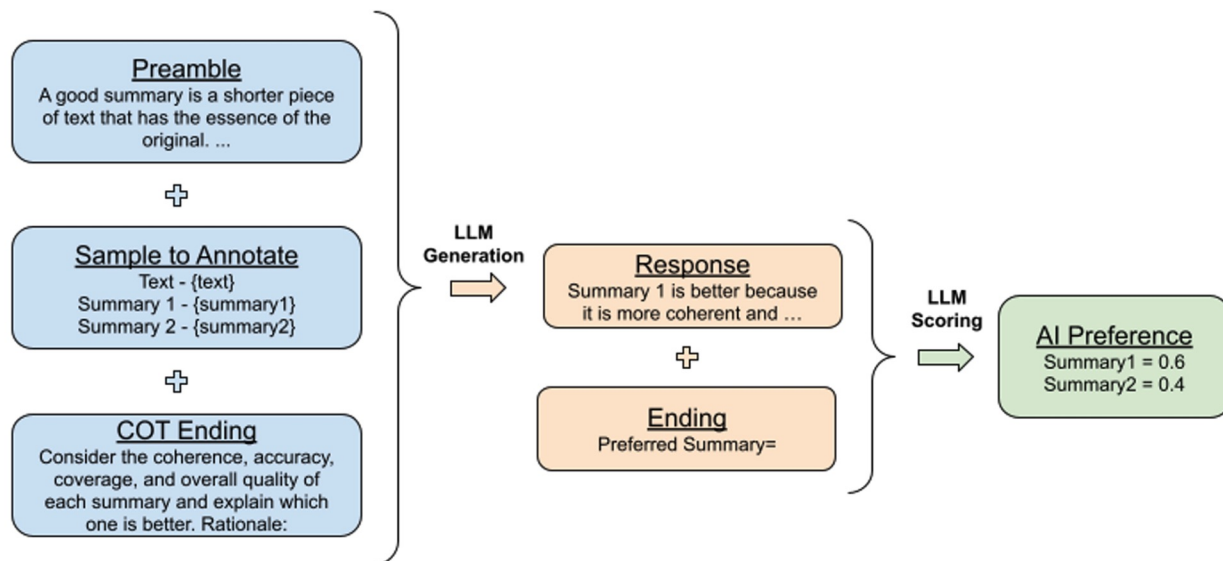 Preamble
A good summary is a shorter piece
of text that has the essence of the
original. ...
Sample to Annotate
Text - {text}
Summary 1 - {summary1}
Summary 2 - {summary2}
COT Ending
Consider the coherence, accuracy,
coverage, and overall quality of
each summary and explain which
one is better. Rationale:
LLM
Generation
Response
Summary 1 is better because
it is more coherent and ...
Ending
Preferred Summary=
LLM
Scoring
AI Preference
Summary1 = 0.6
Summary2 = 0.4